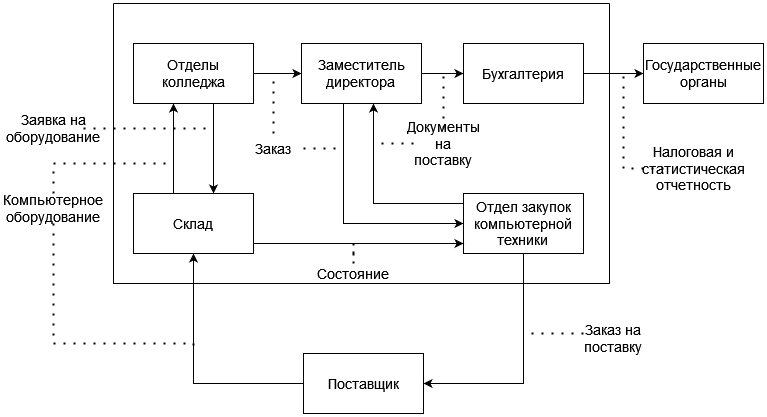 Отделы
колледжа
Заместитель
директора
Бухгалтерия
Государственные
органы
Заявка на
оборудование
Заказ
Документы
на
поставку
Налоговая и
статистическая
отчетность
Компьютерное
оборудование
Склад
Отдел закупок
компьютерной
техники
Состояние
Заказ на
поставку
Поставщик